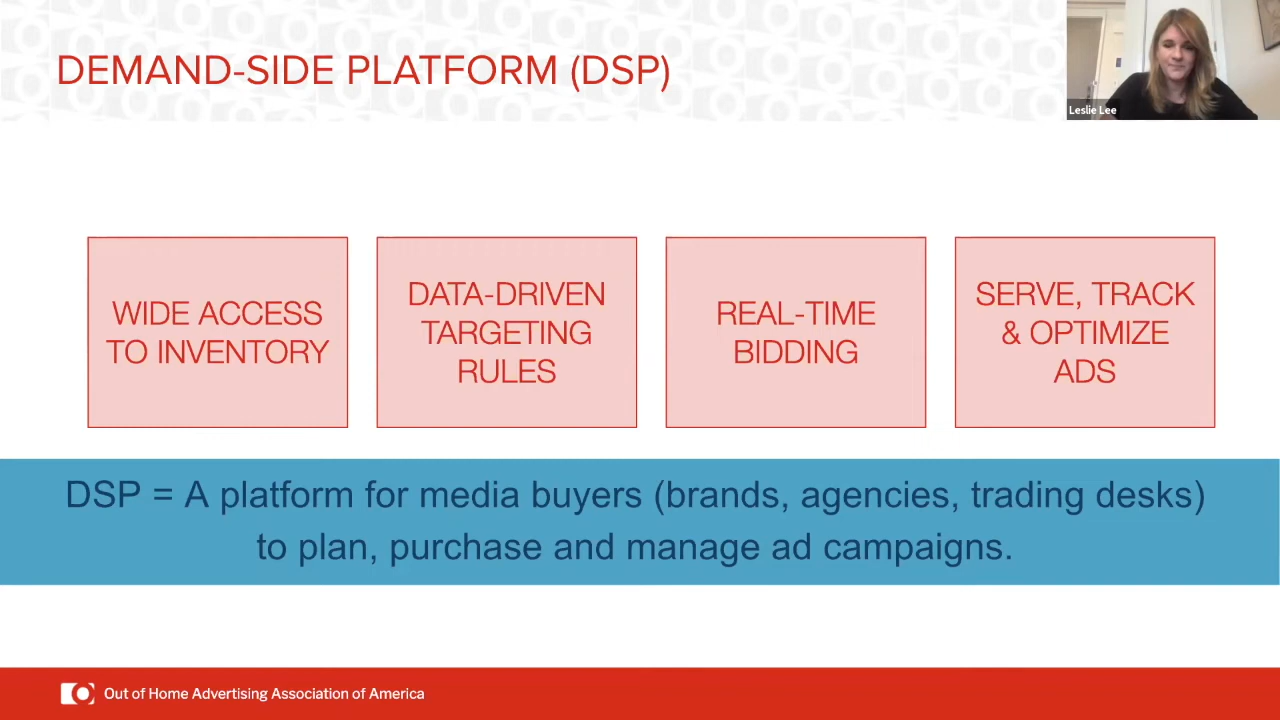 DEMAND-SIDE PLATFORM (DSP)
Leslie Lee
WIDE ACCESS
TO INVENTORY
DATA-DRIVEN
TARGETING
RULES
REAL-TIME
BIDDING
SERVE, TRACK
& OPTIMIZE
ADS
DSP = A platform for media buyers (brands, agencies, trading desks)
to plan, purchase and manage ad campaigns.
Out of Home Advertising Association of America